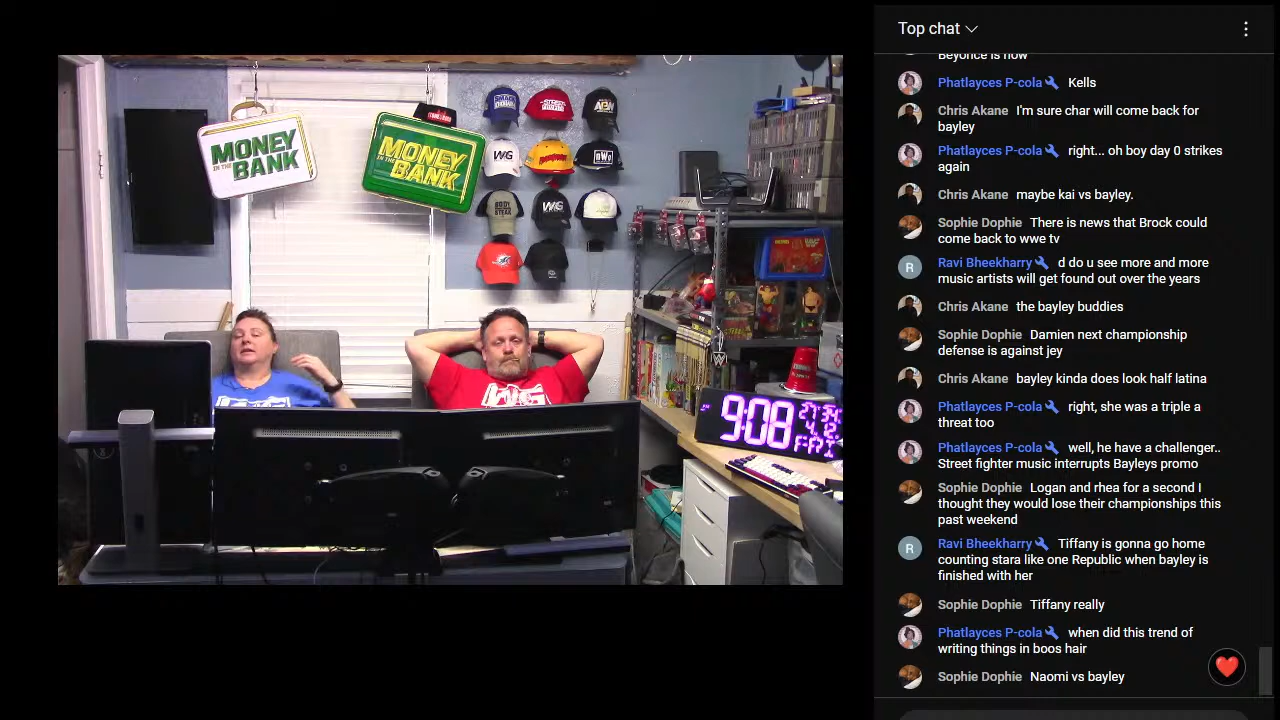 Top chat
Beyonce is now
Phatlayces P-cola Kells
Chris Akane I'm sure char will come back for
bayley
Phatlayces P-cola right... oh boy day 0 strikes
again
Chris Akane maybe kai vs bayley.
Sophie Dophie There is news that Brock could
come back to wwe tv
R Ravi Bheekharry d do u see more and more
music artists will get found out over the years
Chris Akane the bayley buddies
Sophie Dophie Damien next championship
defense is against jey
Chris Akane bayley kinda does look half latina
Phatlayces P-cola right, she was a triple a
threat too
Phatlayces P-cola well, he have a challenger..
Street fighter music interrupts Bayleys promo
Sophie Dophie Logan and rhea for a second I
thought they would lose their championships this
past weekend
R Ravi Bheekharry Tiffany is gonna go home
counting stara like one Republic when bayley is
finished with her
Sophie Dophie Tiffany really
Phatlayces P-cola when did this trend of
writing things in boos hair
Sophie Dophie Naomi vs bayley
MONEY
IN THE
BANK
MONEY
IN THE
BANK
WG
nWo
BODY
WG
9:08
FRI